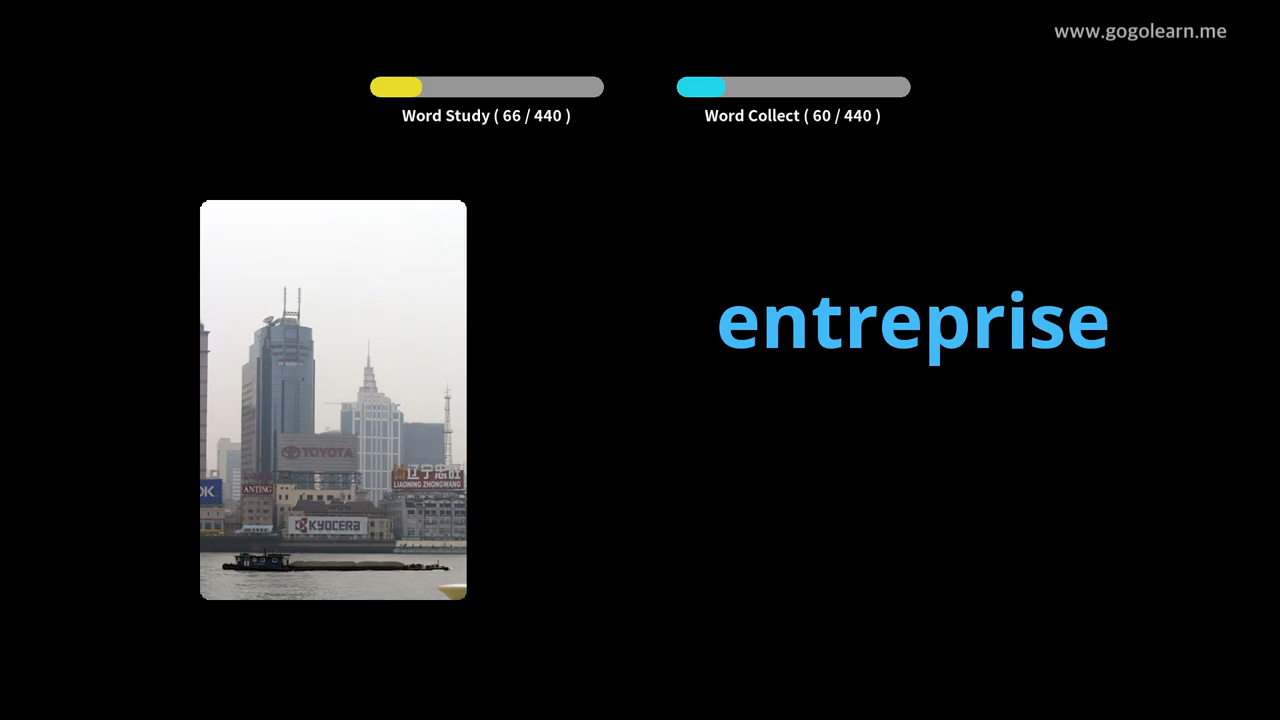 www.gogolearn.me
Word Study ( 66 / 440 )
Word Collect ( 60 / 440 )
entreprise
TOYOTA
辽宁忠旺
LIAONING ZHONGWANG
OK
ANTING
KYOCERA